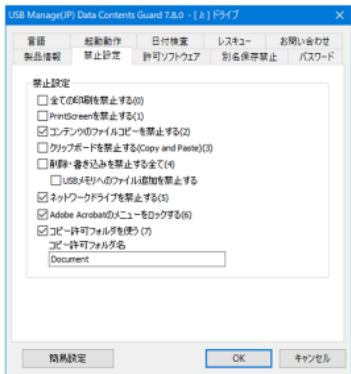 USB Manage(JP) Data Contents Guard 7.8.0 - [ J:] ドライブ
言語 起動動作 日付検査 レスキュー お問い合わせ
製品情報 禁止設定 許可ソフトウェア 別名保存禁止 パスワード
禁止設定
全ての印刷を禁止する(0)
PrintScreenを禁止する(1)
コンテンツのファイルコピーを禁止する(2)
クリップボードを禁止する(Copy and Paste)(3)
削除・書き込みを禁止する全て(4)
USBメモリへのファイル追加を禁止する
ネットワークドライブを禁止する(5)
Adobe Acrobatのメニューをロックする(6)
コピー許可フォルダを使う(7)
コピー許可フォルダ名
Document
簡易設定 OK キャンセル